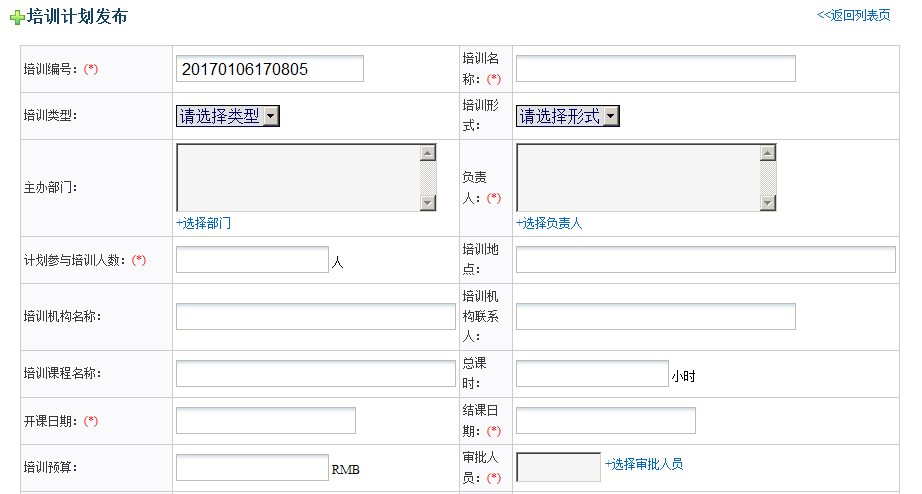 培训计划发布
<<返回列表页
培训编号：(*)
20170106170805
培训名
称：(*)
培训类型：
请选择类型
培训形
式：
请选择形式
主办部门：
+选择部门
负责
人：(*)
+选择负责人
计划参与培训人数：(*)
人
培训地
点：
培训机构名称：
培训机
构联系
人：
培训课程名称：
总课
时：
小时
开课日期：(*)
结课日
期：(*)
培训预算：
RMB
审批人
员：(*)
+选择审批人员